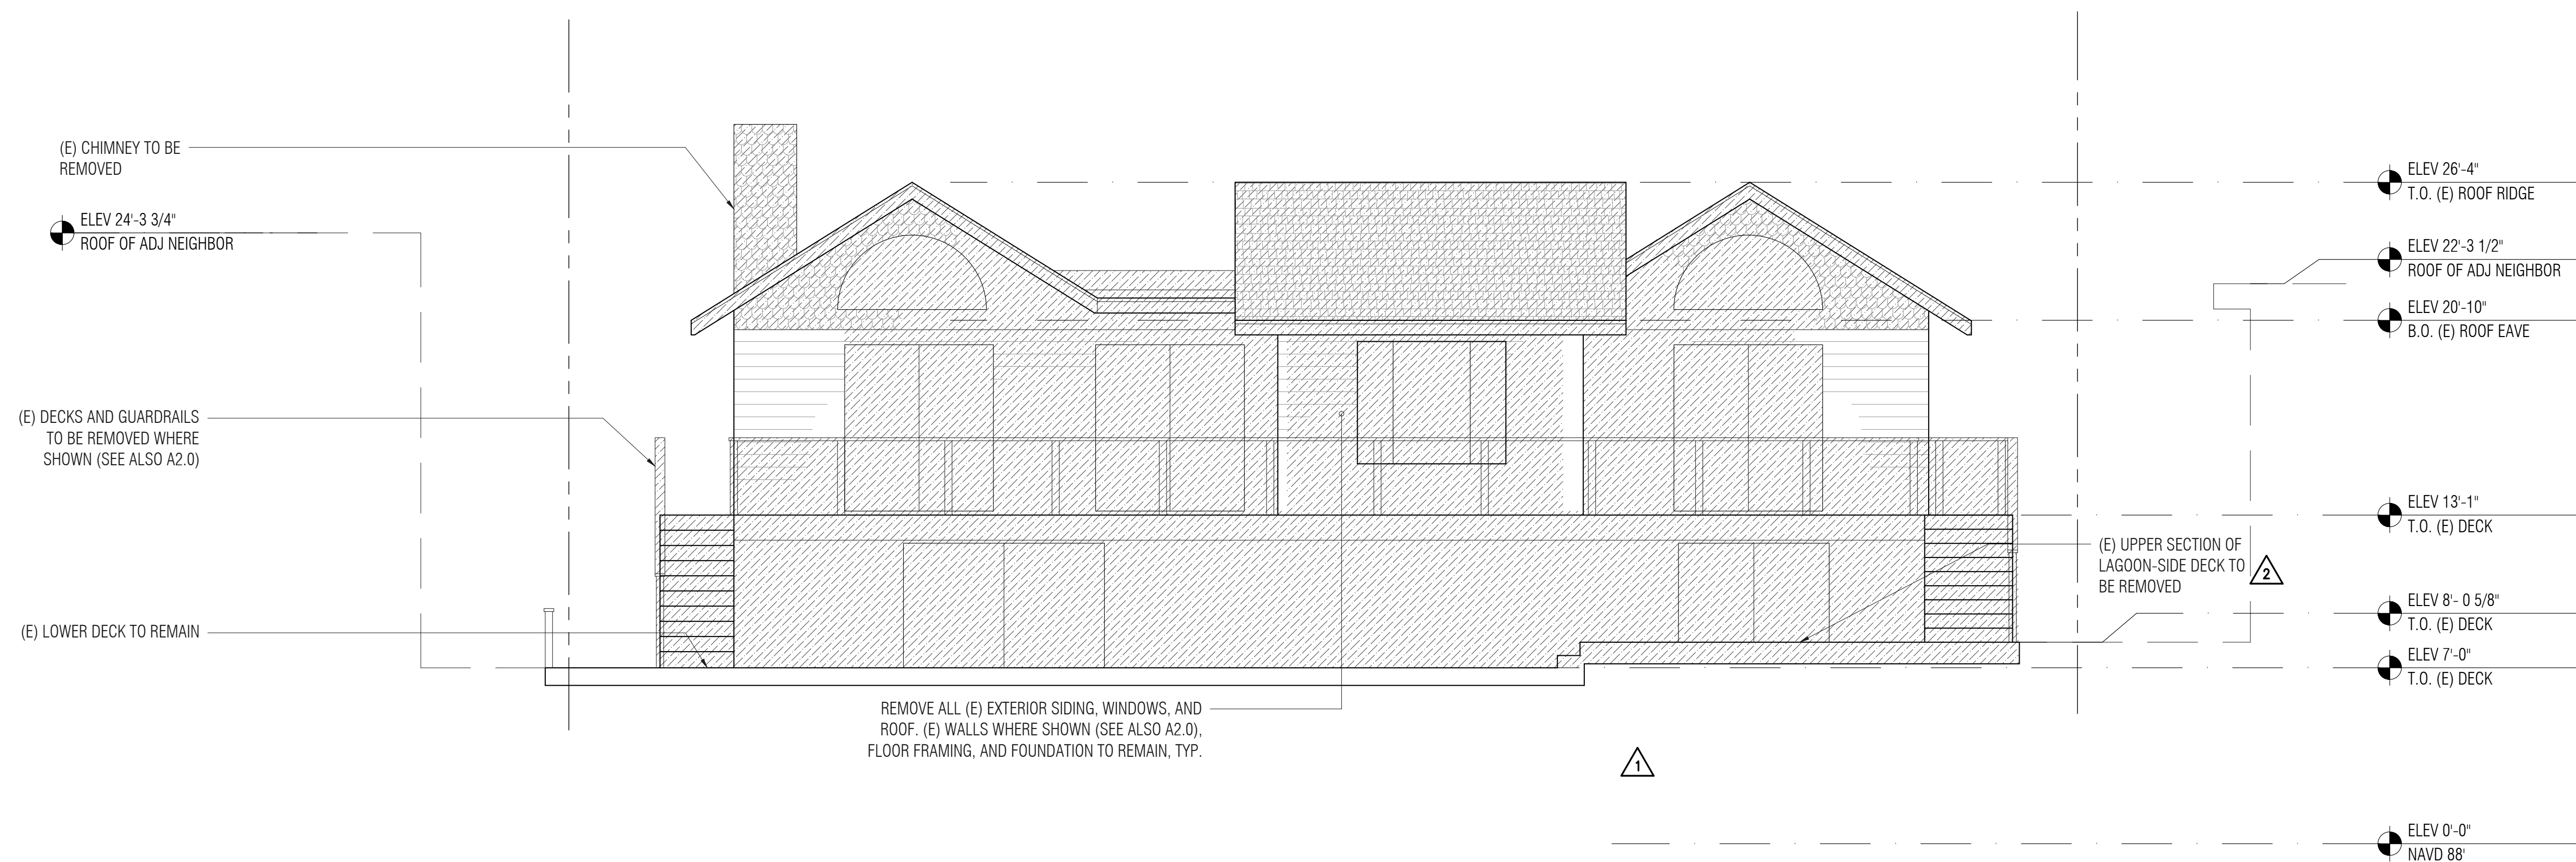 (E) CHIMNEY TO BE
REMOVED
ELEV 24'-3 3/4"
ROOF OF ADJ NEIGHBOR
(E) DECKS AND GUARDRAILS
TO BE REMOVED WHERE
SHOWN (SEE ALSO A2.0)
(E) LOWER DECK TO REMAIN
REMOVE ALL (E) EXTERIOR SIDING, WINDOWS, AND
ROOF. (E) WALLS WHERE SHOWN (SEE ALSO A2.0),
FLOOR FRAMING, AND FOUNDATION TO REMAIN, TYP.
1
(E) UPPER SECTION OF
LAGOON-SIDE DECK TO
BE REMOVED
2
ELEV 26'-4"
T.O. (E) ROOF RIDGE
ELEV 22'-3 1/2"
ROOF OF ADJ NEIGHBOR
ELEV 20'-10"
B.O. (E) ROOF EAVE
ELEV 13'-1"
T.O. (E) DECK
ELEV 8'- 0 5/8"
T.O. (E) DECK
ELEV 7'-0"
T.O. (E) DECK
ELEV 0'-0"
NAVD 88'